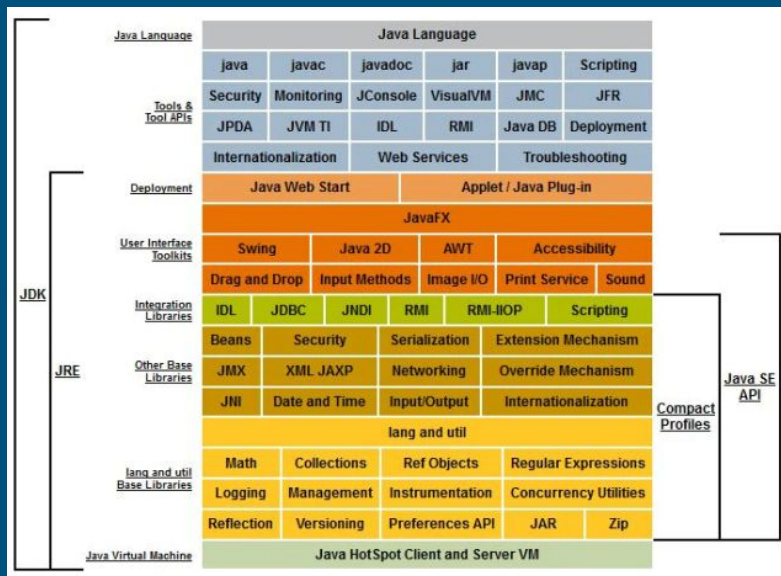 Java Language Java Language
java javac javadoc jar javap Scripting
Security Monitoring JConsole VisualVM JMC JFR
Tools &
Tool APIs
JPDA JVM TI IDL RMI Java DB Deployment
Internationalization Web Services Troubleshooting
Deployment Java Web Start Applet / Java Plug-in
JavaFX
User Interface
Toolkits
Swing Java 2D AWT Accessibility
Drag and Drop Input Methods Image I/O Print Service Sound
JDK
Integration
Libraries
IDL JDBC JNDI RMI RMI-IIOP Scripting
Beans Security Serialization Extension Mechanism
JRE
Other Base
Libraries
JMX XML JAXP Networking Override Mechanism
Java SE
API
JNI Date and Time Input/Output Internationalization
Compact
Profiles
lang and util
lang and util
Base Libraries
Math Collections Ref Objects Regular Expressions
Logging Management Instrumentation Concurrency Utilities
Reflection Versioning Preferences API JAR Zip
Java Virtual Machine Java HotSpot Client and Server VM